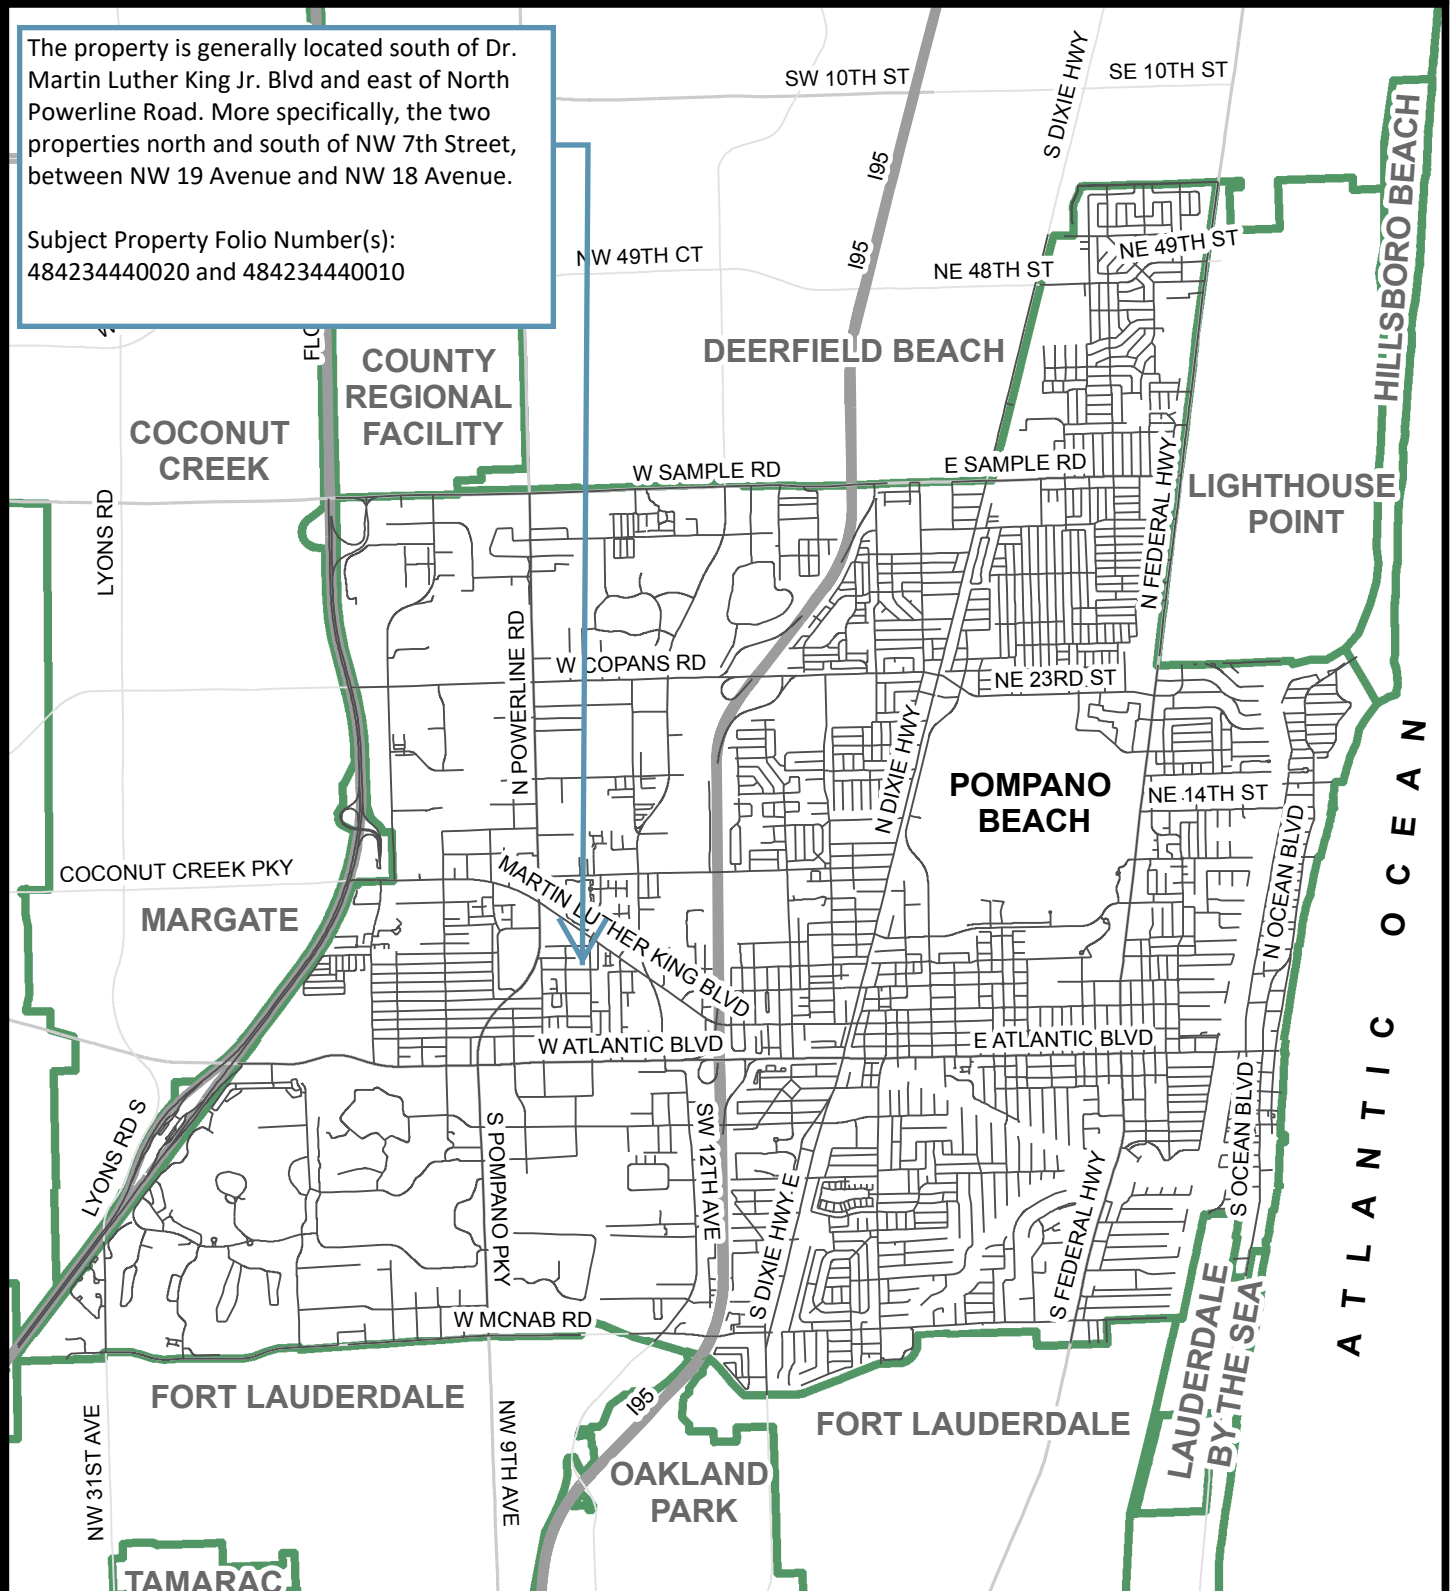 The property is generally located south of Dr.
Martin Luther King Jr. Blvd and east of North
Powerline Road. More specifically, the two
properties north and south of NW 7th Street,
between NW 19 Avenue and NW 18 Avenue.
Subject Property Folio Number(s):
484234440020 and 484234440010
SW 10TH ST
SE 10TH ST
S DIXIE HWY
I95
HILLSBORO BEACH
NW 49TH CT
I95
NE 48TH ST
NE 49TH ST
COUNTY
REGIONAL
FACILITY
DEERFIELD BEACH
COCONUT
CREEK
W SAMPLE RD
E SAMPLE RD
LIGHTHOUSE
POINT
LYONS RD
N FEDERAL HWY
N POWERLINE RD
W COPANS RD
NE 23RD ST
N DIXIE HWY
POMPANO
BEACH
NE 14TH ST
COCONUT CREEK PKY
MARTIN LUTHER KING BLVD
MARGATE
N OCEAN BLVD
ATLANTIC OCEAN
W ATLANTIC BLVD
E ATLANTIC BLVD
LYONS RD S
S POMPANO PKY
SW 12TH AVE
S DIXIE HWY E
S FEDERAL HWY
S OCEAN BLVD
W MCNAB RD
LAUDERDALE
BY THE SEA
FORT LAUDERDALE
I95
FORT LAUDERDALE
NW 31ST AVE
NW 9TH AVE
OAKLAND
PARK
TAMARAC